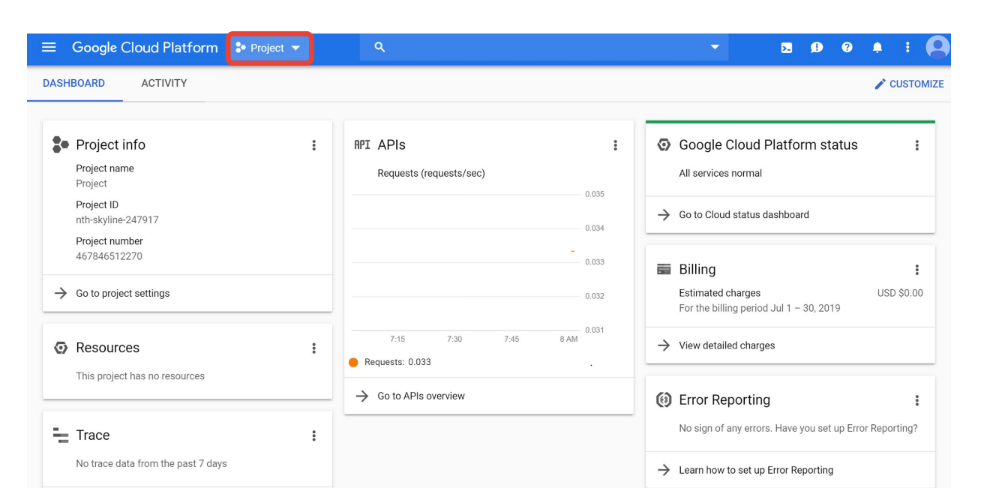 Google Cloud Platform
Project
DASHBOARD
ACTIVITY
CUSTOMIZE
Project info
Project name
Project
Project ID
nth-skyline-247917
Project number
467846512270
Go to project settings
Resources
This project has no resources
Trace
No trace data from the past 7 days
API APIs
Requests (requests/sec)
0.035
0.034
0.033
0.032
0.031
7:15 7:30 7:45 8 AM
Requests: 0.033
Go to APIs overview
Google Cloud Platform status
All services normal
Go to Cloud status dashboard
Billing
Estimated charges USD $0.00
For the billing period Jul 1 – 30, 2019
View detailed charges
Error Reporting
No sign of any errors. Have you set up Error Reporting?
Learn how to set up Error Reporting